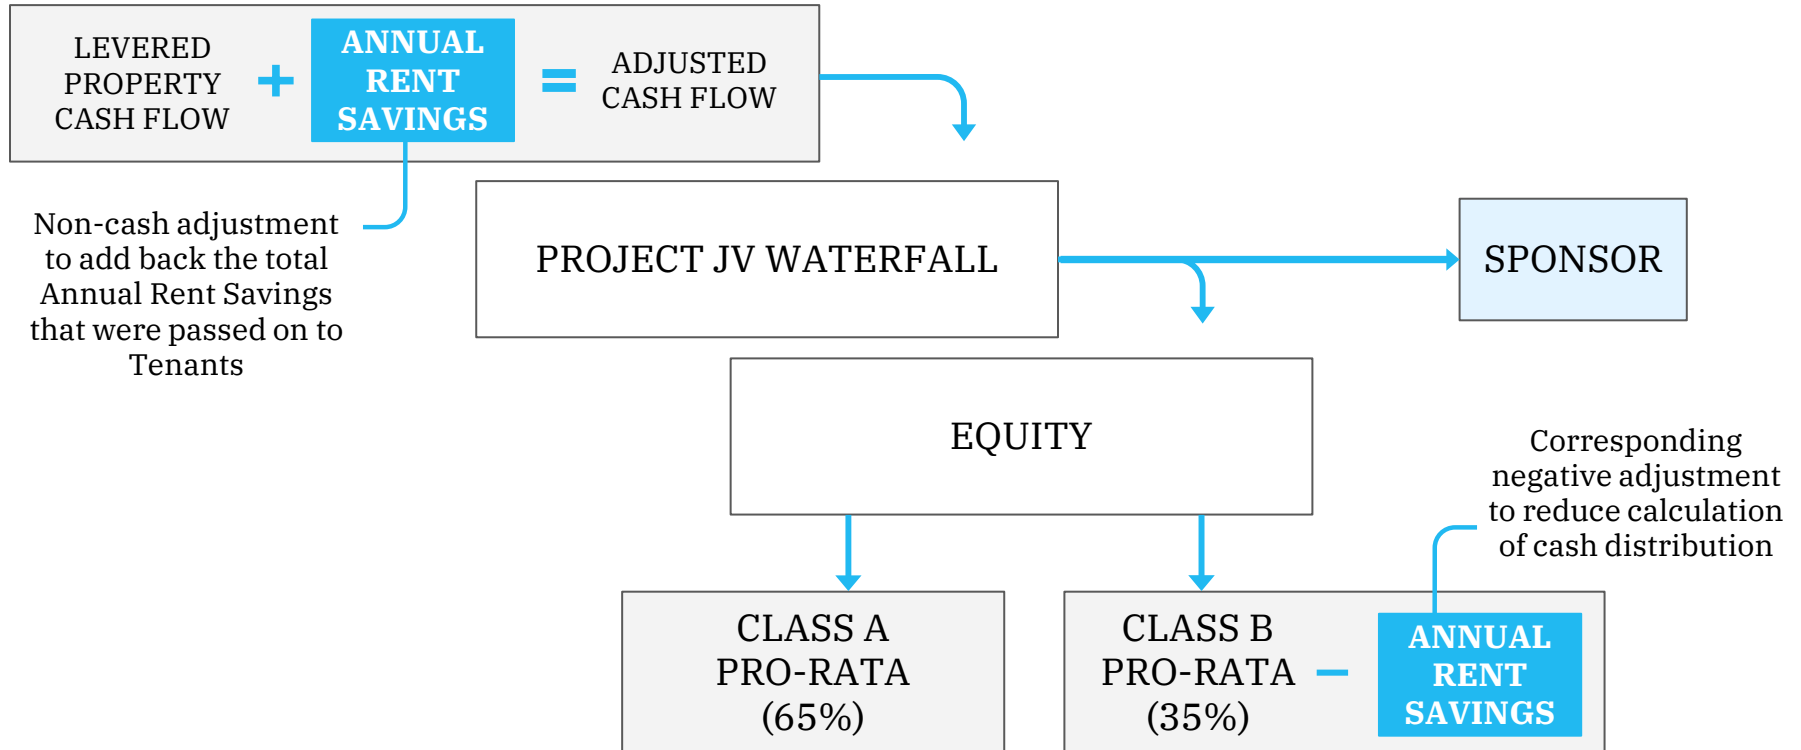 LEVERED
PROPERTY
CASH FLOW
+
ANNUAL
RENT
SAVINGS
=
ADJUSTED
CASH FLOW
Non-cash adjustment
to add back the total
Annual Rent Savings
that were passed on to
Tenants
PROJECT JV WATERFALL
SPONSOR
EQUITY
Corresponding
negative adjustment
to reduce calculation
of cash distribution
CLASS A
PRO-RATA
(65%)
CLASS B
PRO-RATA
(35%)
−
ANNUAL
RENT
SAVINGS